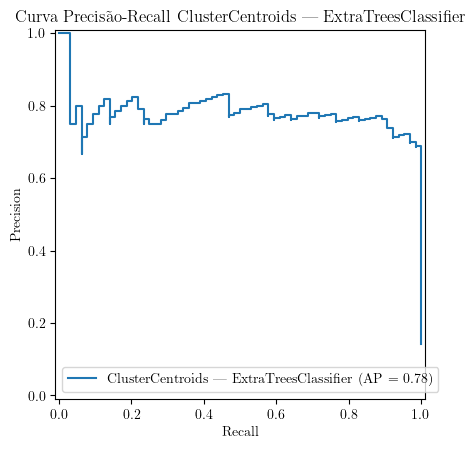 Curva Precisão-Recall ClusterCentroids — ExtraTreesClassifier
1.0
0.8
0.6
0.4
0.2
0.0
Precision
ClusterCentroids — ExtraTreesClassifier (AP = 0.78)
0.0 0.2 0.4 0.6 0.8 1.0
Recall